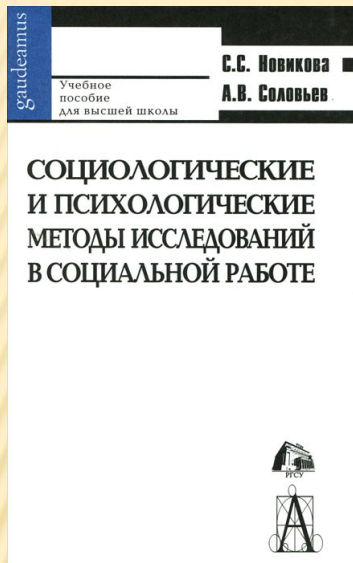 gaudeamus
Учебное
пособие
для высшей школы
С.С. Новикова
А.В. Соловьев
СОЦИОЛОГИЧЕСКИЕ
И ПСИХОЛОГИЧЕСКИЕ
МЕТОДЫ ИССЛЕДОВАНИЙ
В СОЦИАЛЬНОЙ РАБОТЕ
РГСУ
А